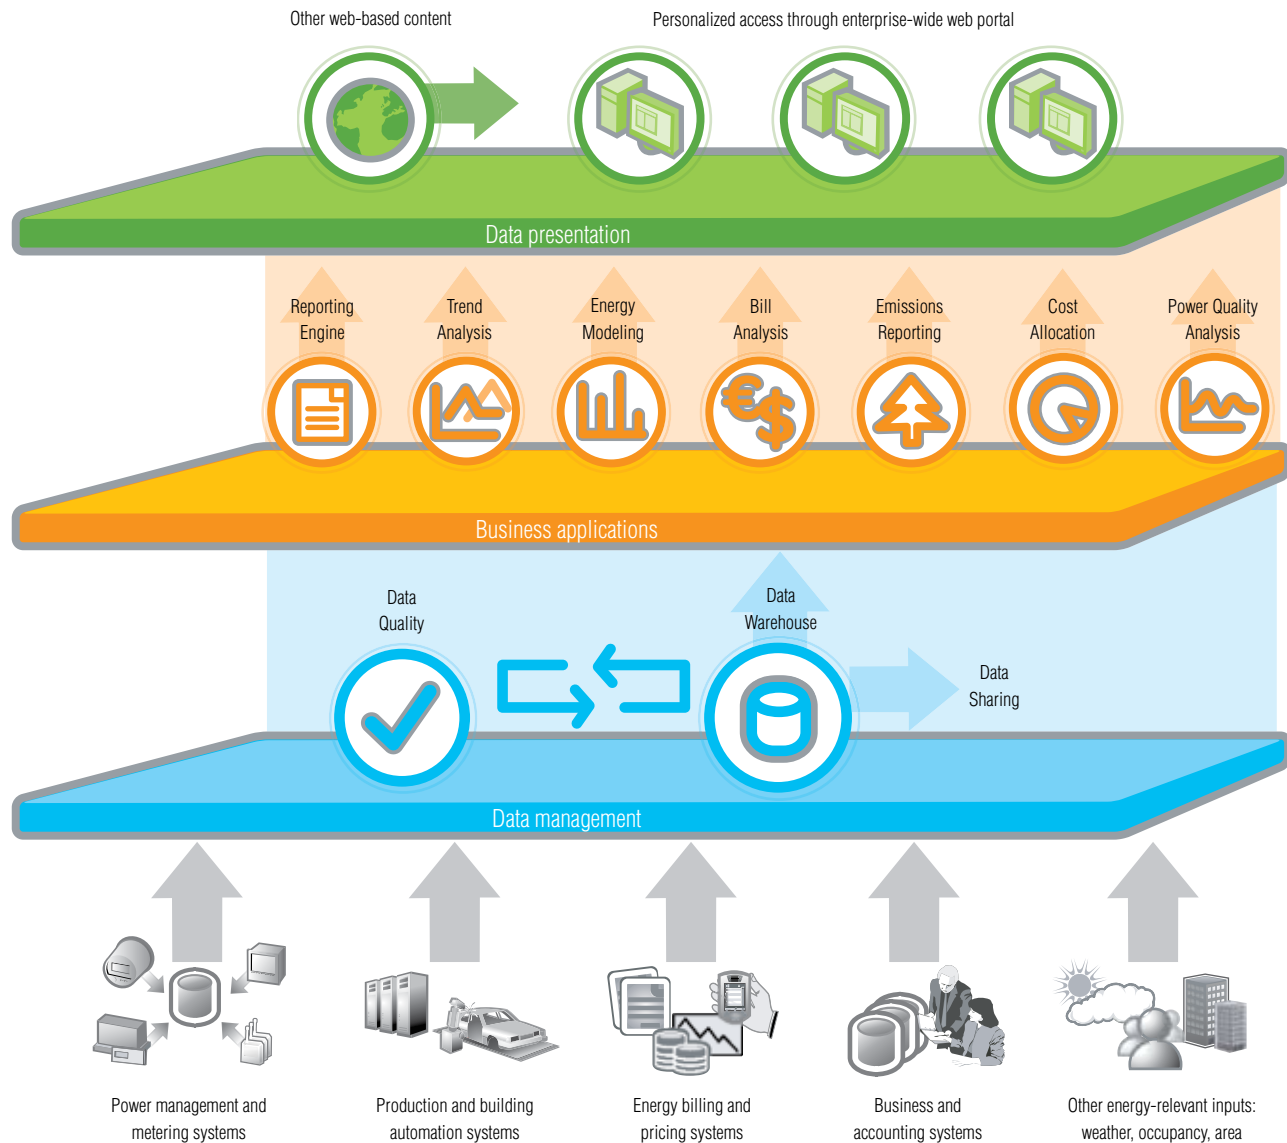 Other web-based content
Personalized access through enterprise-wide web portal
Data presentation
Reporting
Engine
Trend
Analysis
Energy
Modeling
Bill
Analysis
Emissions
Reporting
Cost
Allocation
Power Quality
Analysis
Business applications
Data
Quality
Data
Warehouse
Data
Sharing
Data management
Power management and
metering systems
Production and building
automation systems
Energy billing and
pricing systems
Business and
accounting systems
Other energy-relevant inputs:
weather, occupancy, area